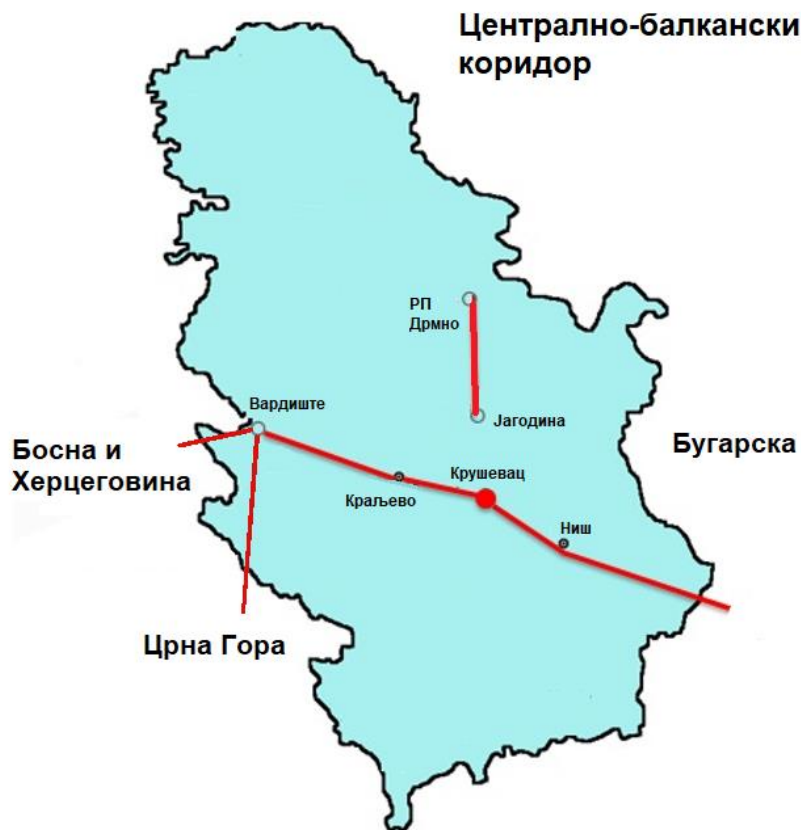 Централно-балкански
коридор
РП
Дрмно
Вардиште
Јагодина
Босна и
Херцеговина
Бугарска
Крушевац
Краљево
Ниш
Црна Гора